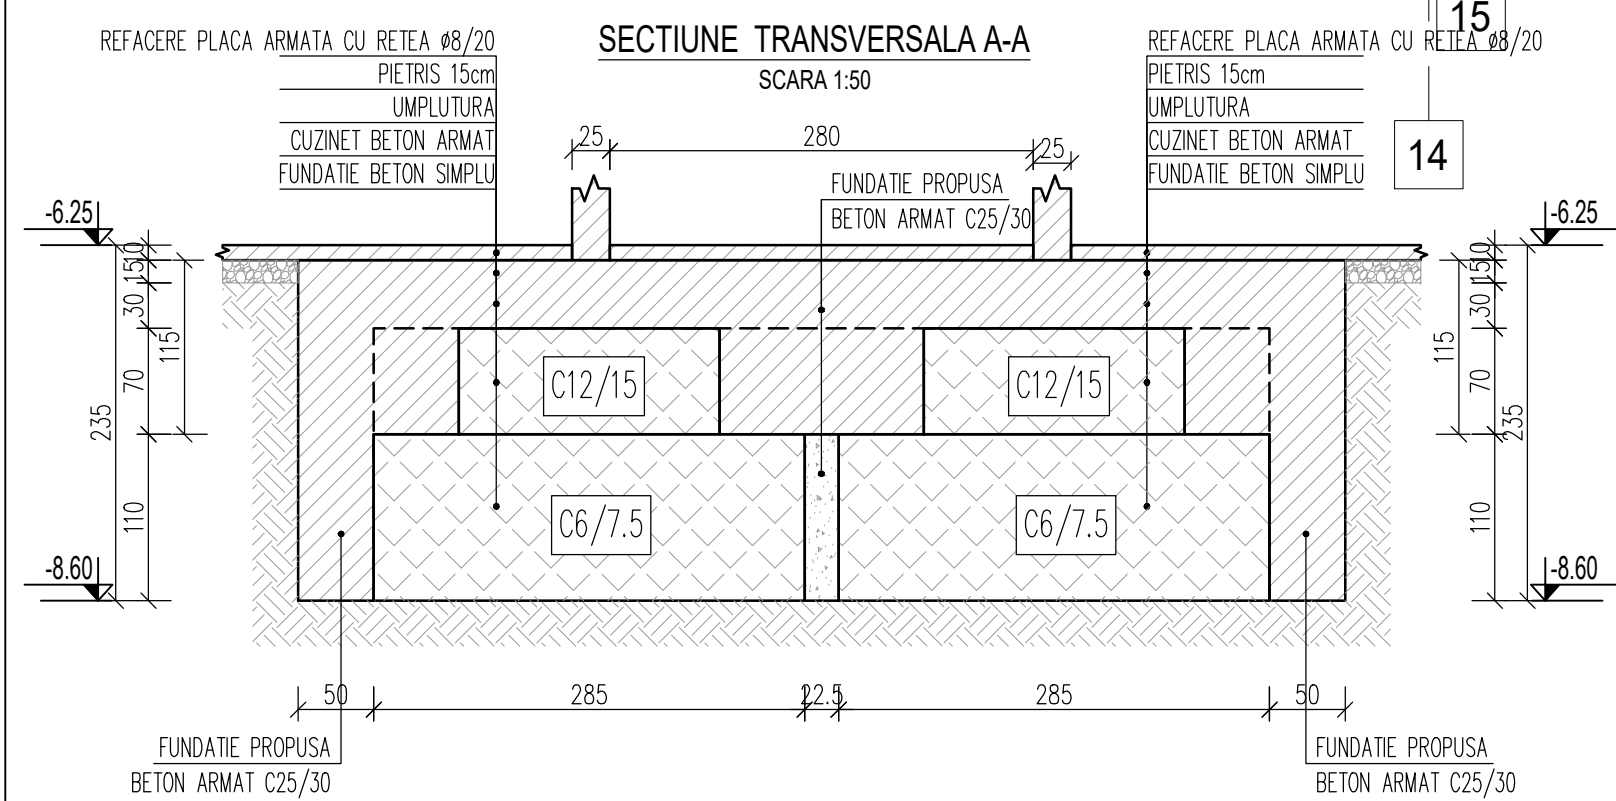 15
SECTIUNE TRANSVERSALA A-A
SCARA 1:50
REFACERE PLACA ARMATA CU RETEA ø8/20
PIETRIS 15cm
UMPLUTURA
CUZINET BETON ARMAT
FUNDATIE BETON SIMPLU
REFACERE PLACA ARMATA CU RETEA ø8/20
PIETRIS 15cm
UMPLUTURA
CUZINET BETON ARMAT
FUNDATIE BETON SIMPLU
14
25
280
25
FUNDATIE PROPUSA
BETON ARMAT C25/30
-6.25
-6.25
10
15
30
70
110
115
235
10
15
30
70
110
115
235
C12/15
C12/15
C6/7.5
C6/7.5
-8.60
-8.60
50
285
22.5
285
50
FUNDATIE PROPUSA
BETON ARMAT C25/30
FUNDATIE PROPUSA
BETON ARMAT C25/30